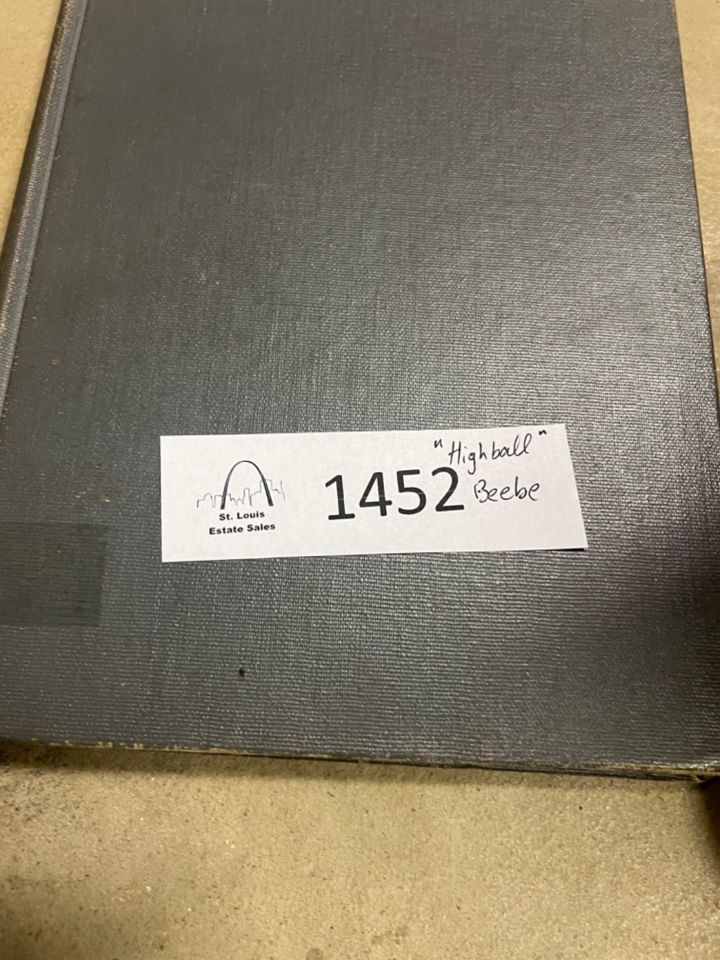 "Highball"
1452 Beebe
St. Louis
Estate Sales